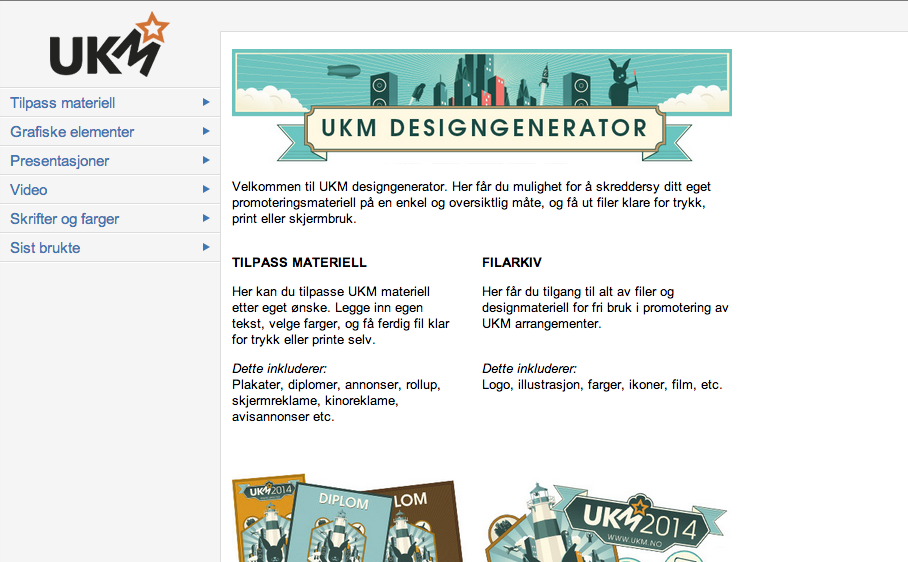 UKM
Tilpass materiell
Grafiske elementer
Presentasjoner
Video
Skrifter og farger
Sist brukte
UKM DESIGNGENERATOR
Velkommen til UKM designgenerator. Her får du mulighet for å skreddersy ditt eget
promoteringsmateriell på en enkel og oversiktlig måte, og få ut filer klare for trykk,
print eller skjermbruk.
TILPASS MATERIELL
Her kan du tilpasse UKM materiell
etter eget ønske. Legge inn egen
tekst, velge farger, og få ferdig fil klar
for trykk eller printe selv.
Dette inkluderer:
Plakater, diplomer, annonser, rollup,
skjermreklame, kinoreklame,
avisannonser etc.
FILARKIV
Her får du tilgang til alt av filer og
designmateriell for fri bruk i promotering av
UKM arrangementer.
Dette inkluderer:
Logo, illustrasjon, farger, ikoner, film, etc.
UKM2014
DIPLOM
LOM
UKM2014
WWW.UKM.NO